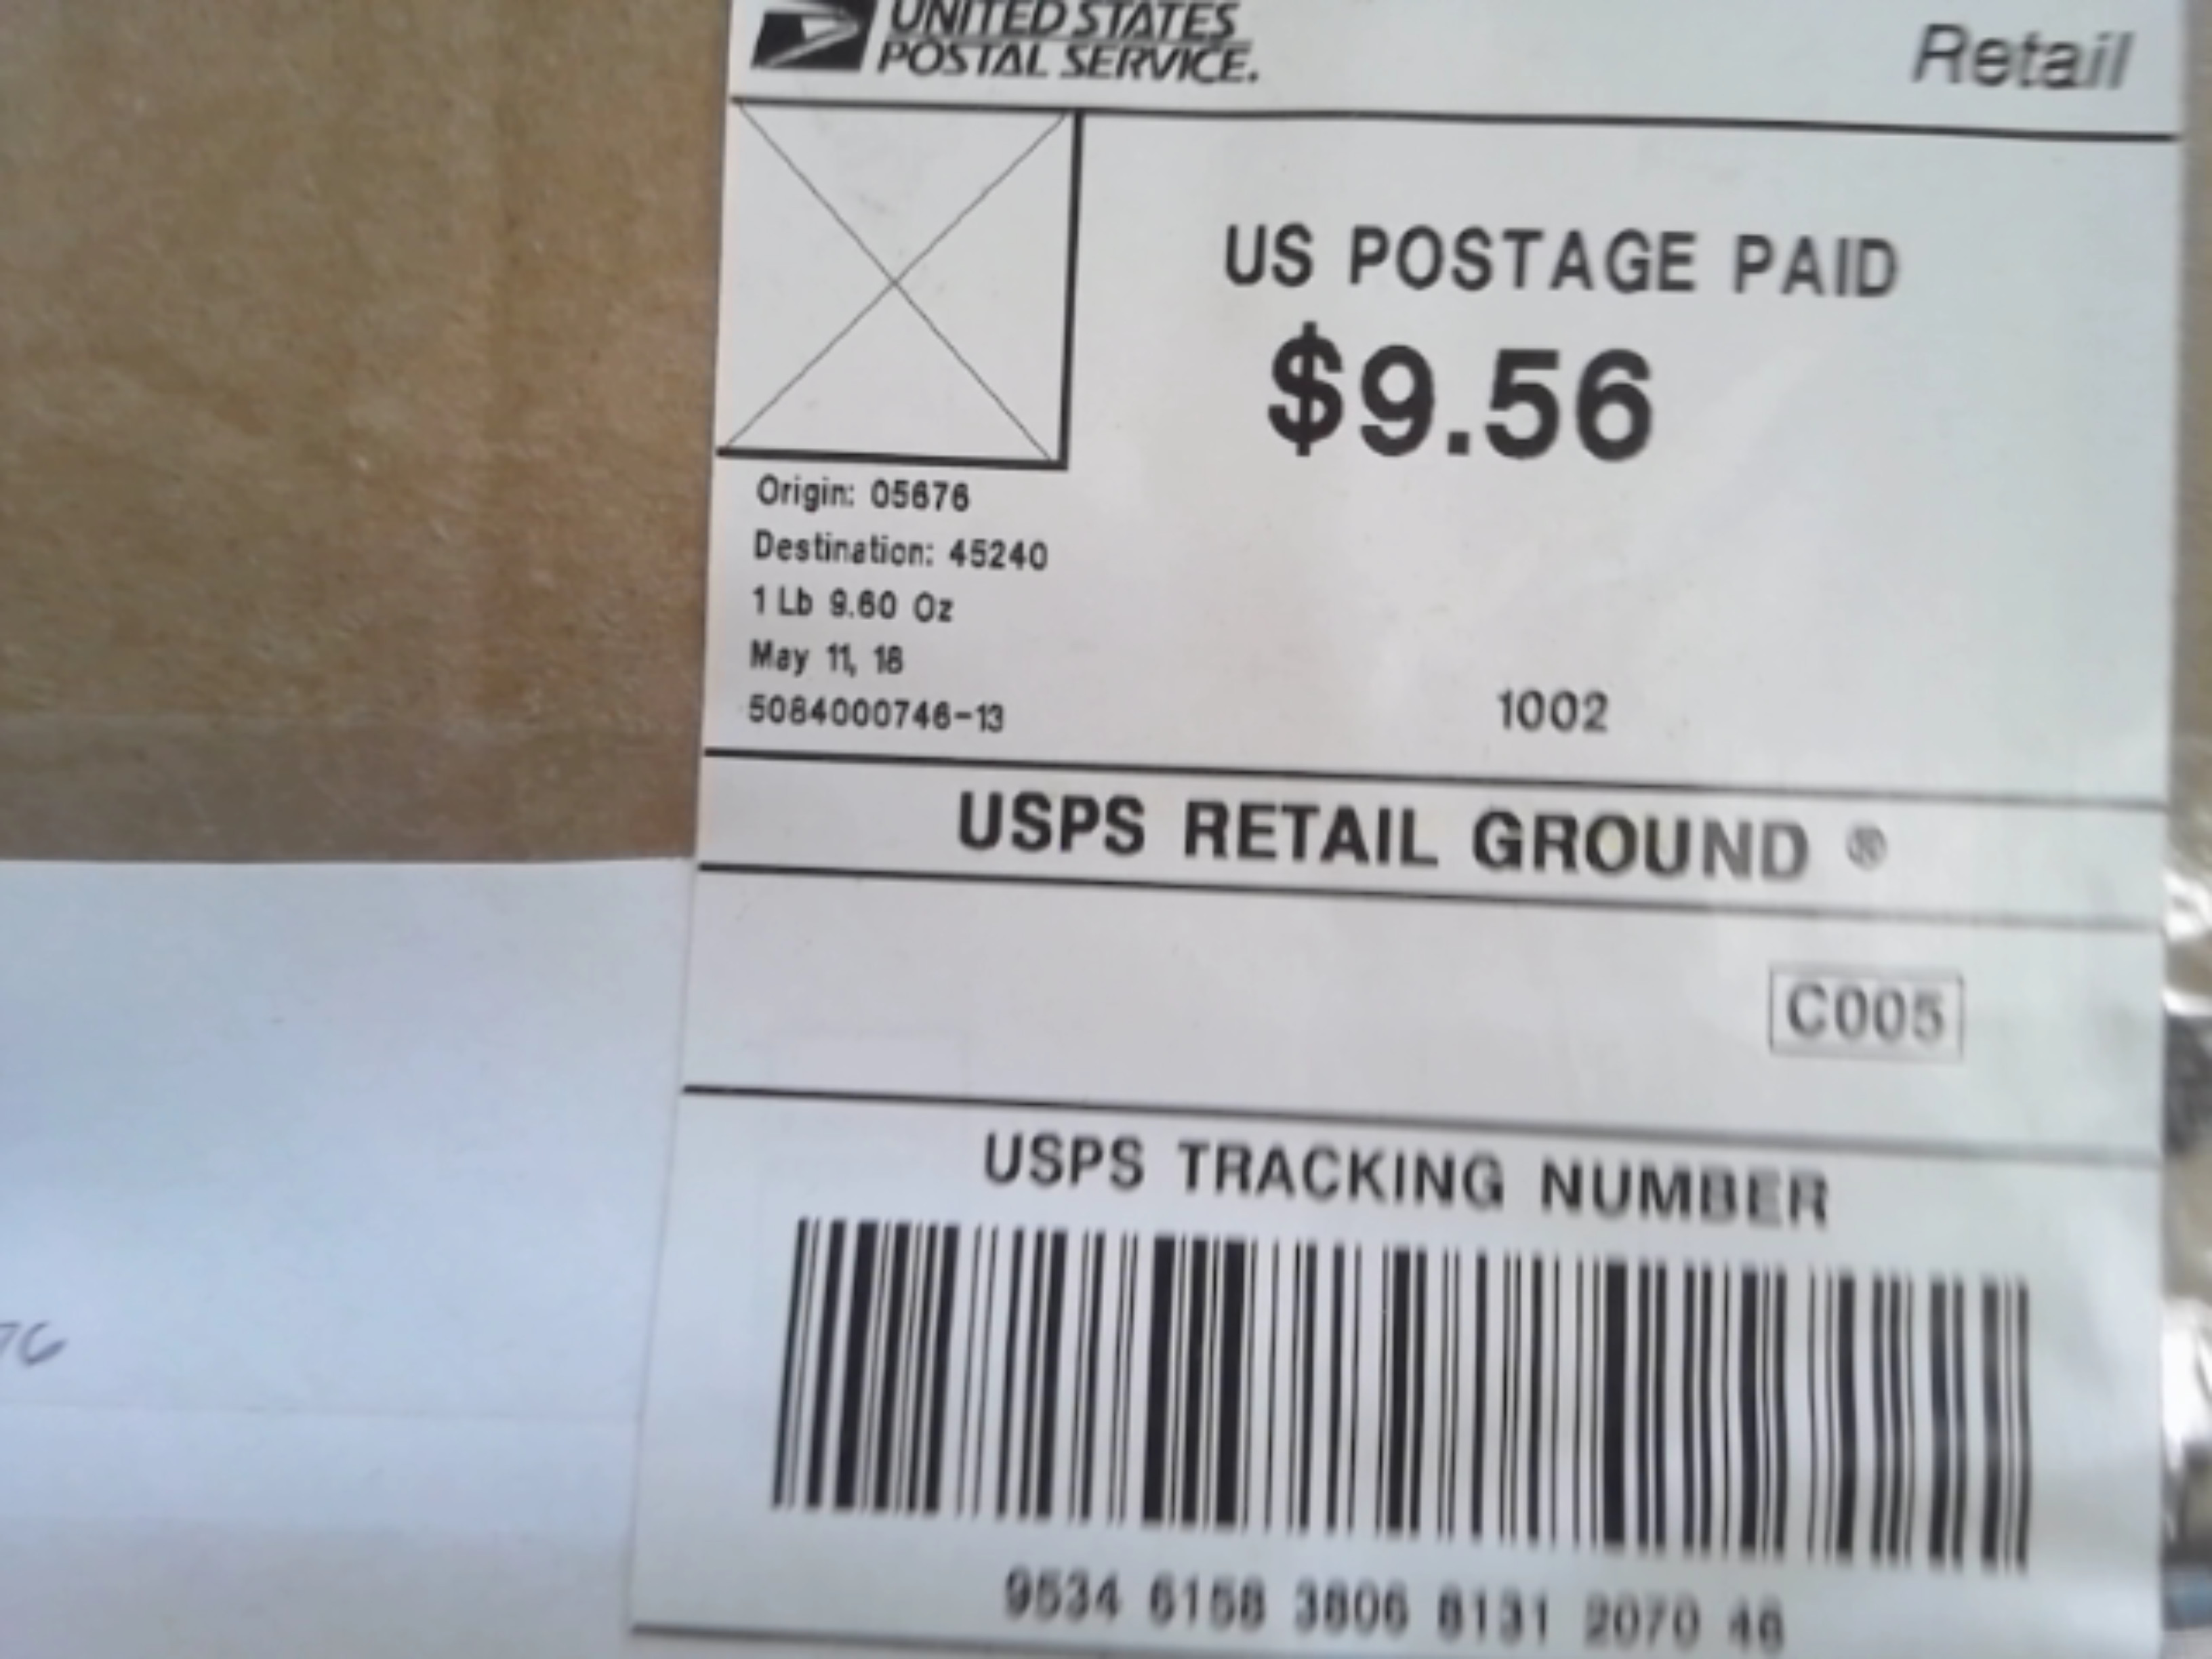 UNITED STATES
POSTAL SERVICE.
Retail
US POSTAGE PAID
$9.56
Origin: 05676
Destination: 45240
1 Lb 9.60 Oz
May 11, 18
5084000746-13
1002
USPS RETAIL GROUND ®
C005
USPS TRACKING NUMBER
9534 6158 3806 8131 2070 46
76